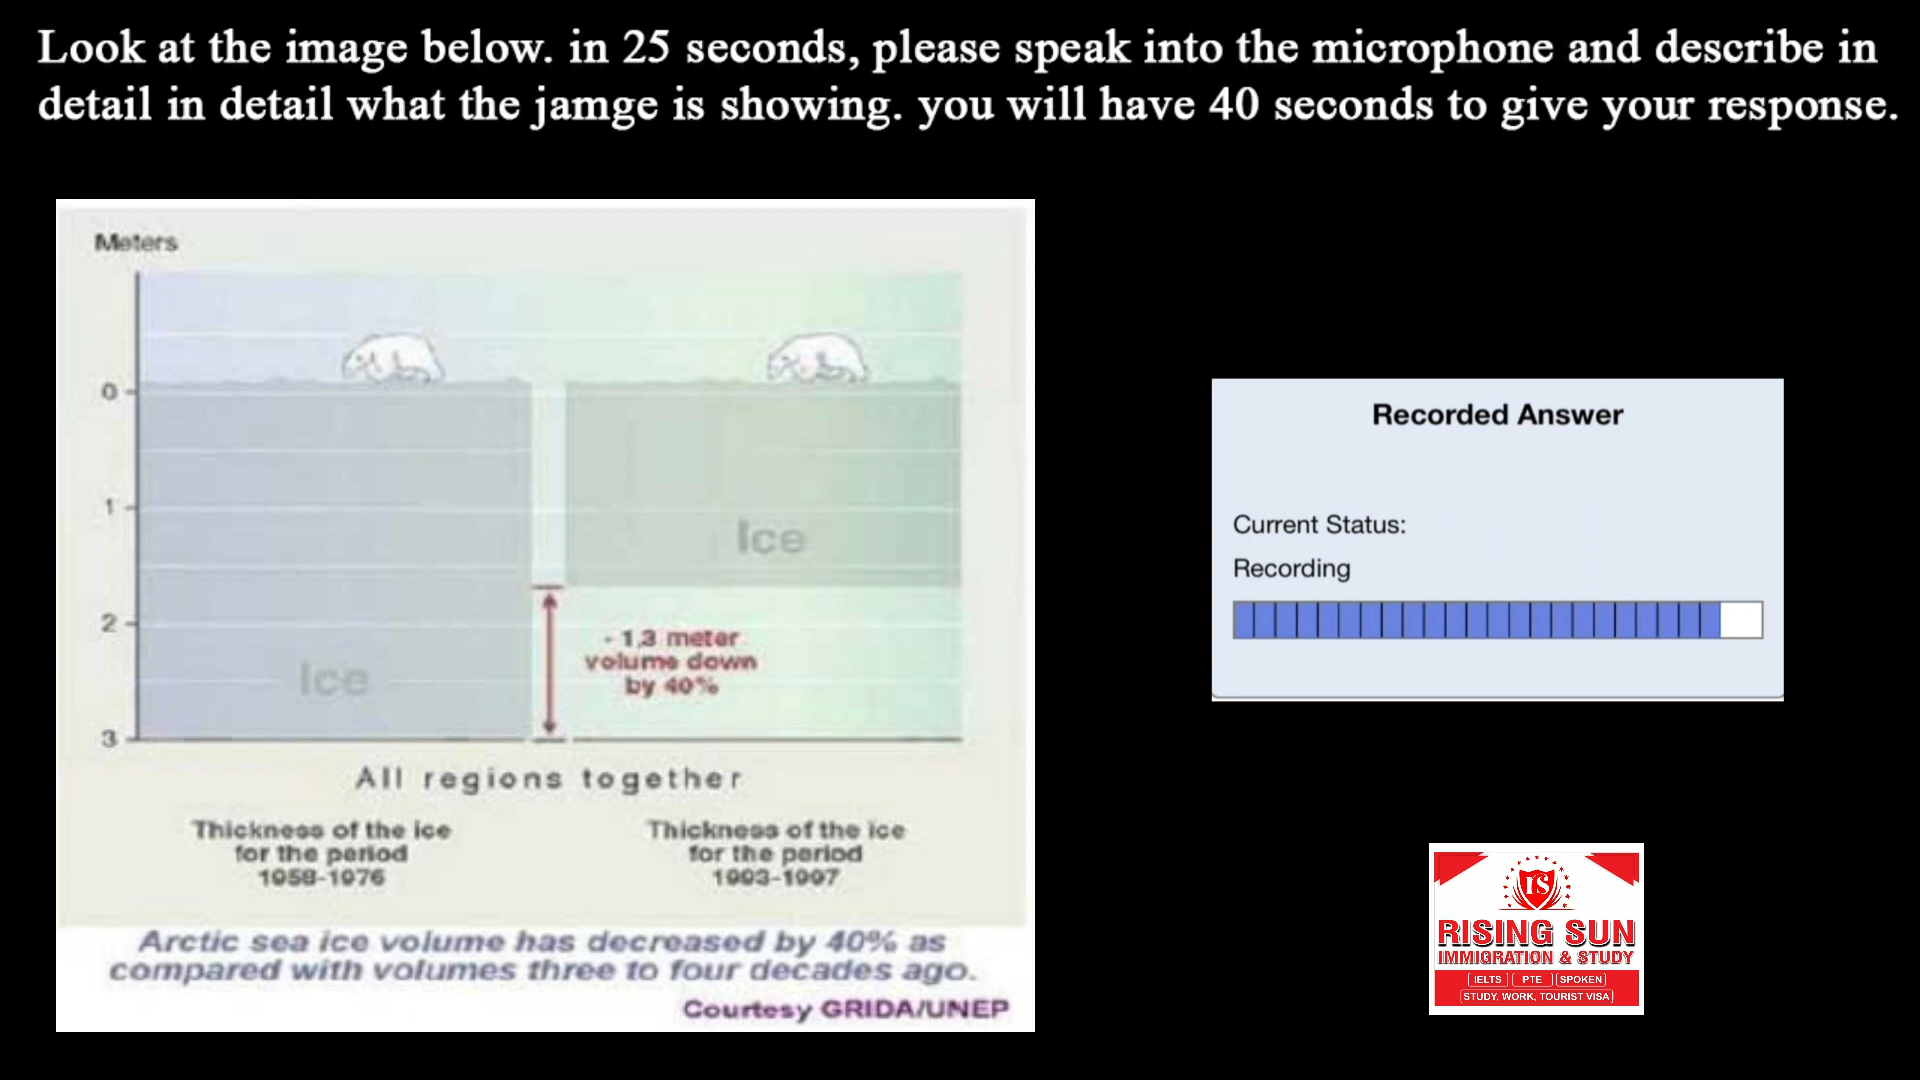 Look at the image below. in 25 seconds, please speak into the microphone and describe in
detail in detail what the jamge is showing. you will have 40 seconds to give your response.
Meters
0
1
2
3
Ice
Ice
- 1,3 meter
volume down
by 40%
All regions together
Thickness of the ice
for the period
1958-1976
Thickness of the ice
for the period
1993-1997
Arctic sea ice volume has decreased by 40% as
compared with volumes three to four decades ago.
Courtesy GRIDA/UNEP
Recorded Answer
Current Status:
Recording
RS
RISING SUN
IMMIGRATION & STUDY
IELTS PTE SPOKEN
STUDY, WORK, TOURIST VISA